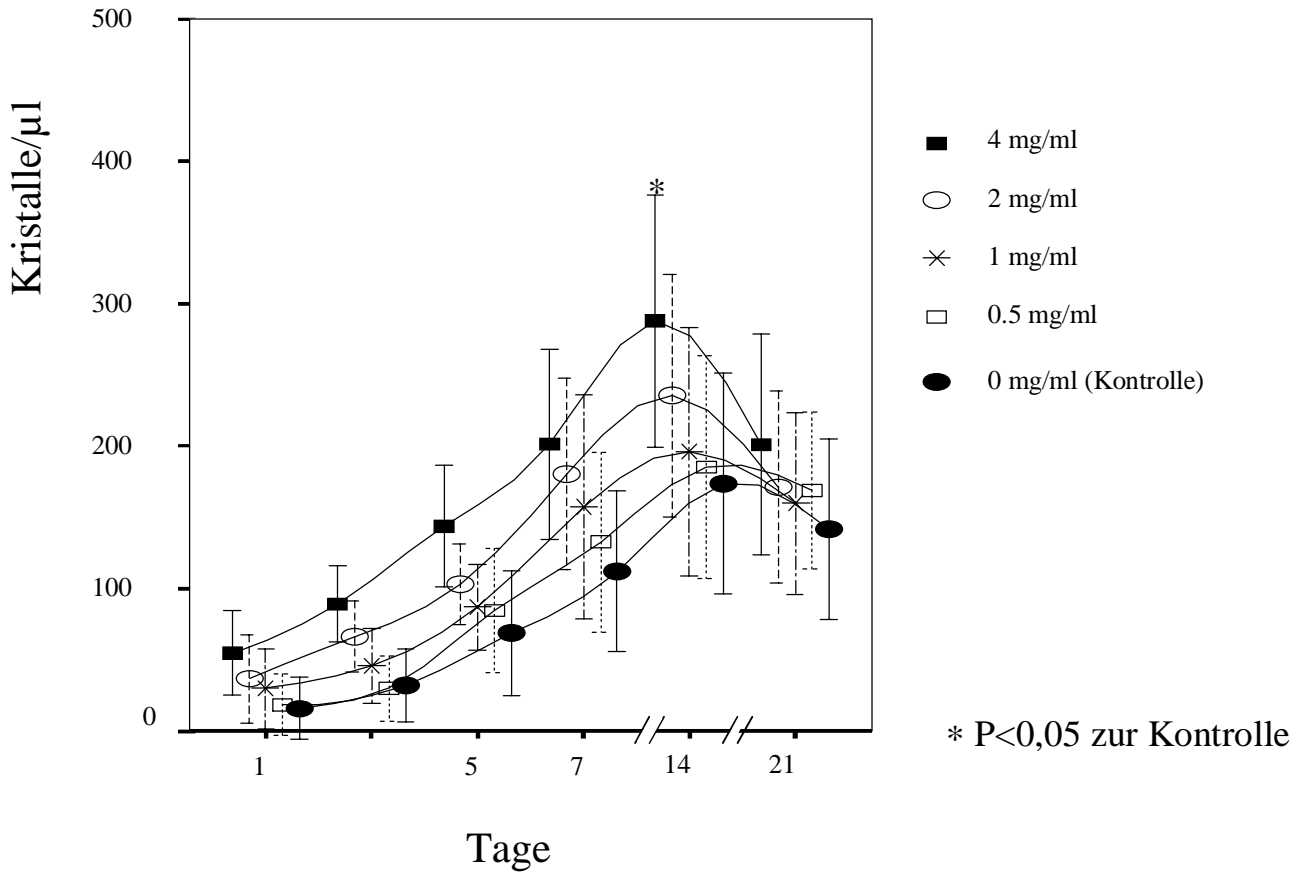 500
400
300
200
100
0
Kristalle/µl
*
1 5 7 14 21
Tage
4 mg/ml
2 mg/ml
1 mg/ml
0.5 mg/ml
0 mg/ml (Kontrolle)
* P<0,05 zur Kontrolle